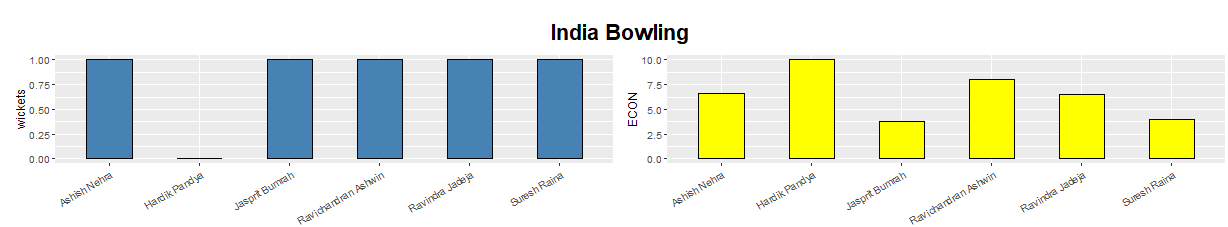 India Bowling
wickets
1.00
0.75
0.50
0.25
0.00
Ashish Nehra
Hardik Pandya
Jasprit Bumrah
Ravichandran Ashwin
Ravindra Jadeja
Suresh Raina
ECON
10.0
7.5
5.0
2.5
0.0
Ashish Nehra
Hardik Pandya
Jasprit Bumrah
Ravichandran Ashwin
Ravindra Jadeja
Suresh Raina